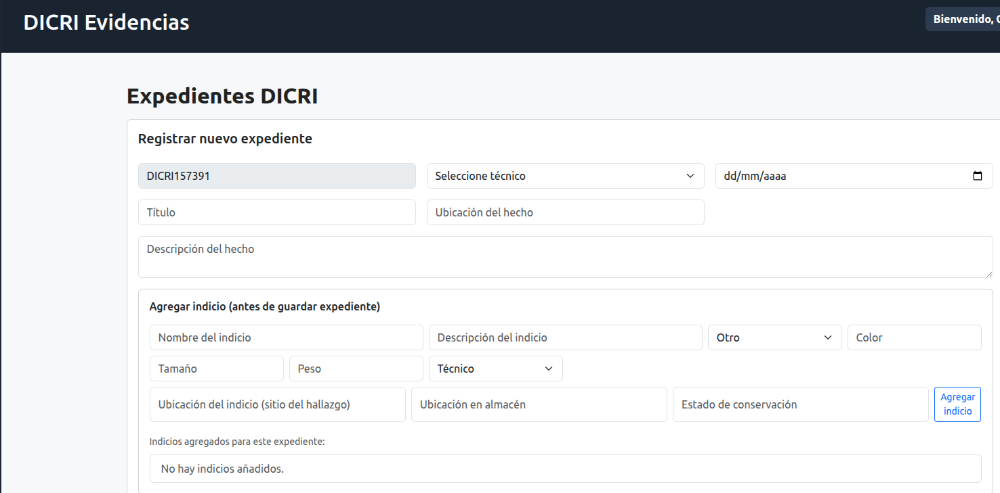 DICRI Evidencias
Bienvenido,
Expedientes DICRI
Registrar nuevo expediente
DICRI157391 Seleccione técnico dd/mm/aaaa
Título Ubicación del hecho
Descripción del hecho
Agregar indicio (antes de guardar expediente)
Nombre del indicio Descripción del indicio Otro Color
Tamaño Peso Técnico
Ubicación del indicio (sitio del hallazgo) Ubicación en almacén Estado de conservación Agregar indicio
Indicios agregados para este expediente:
No hay indicios añadidos.